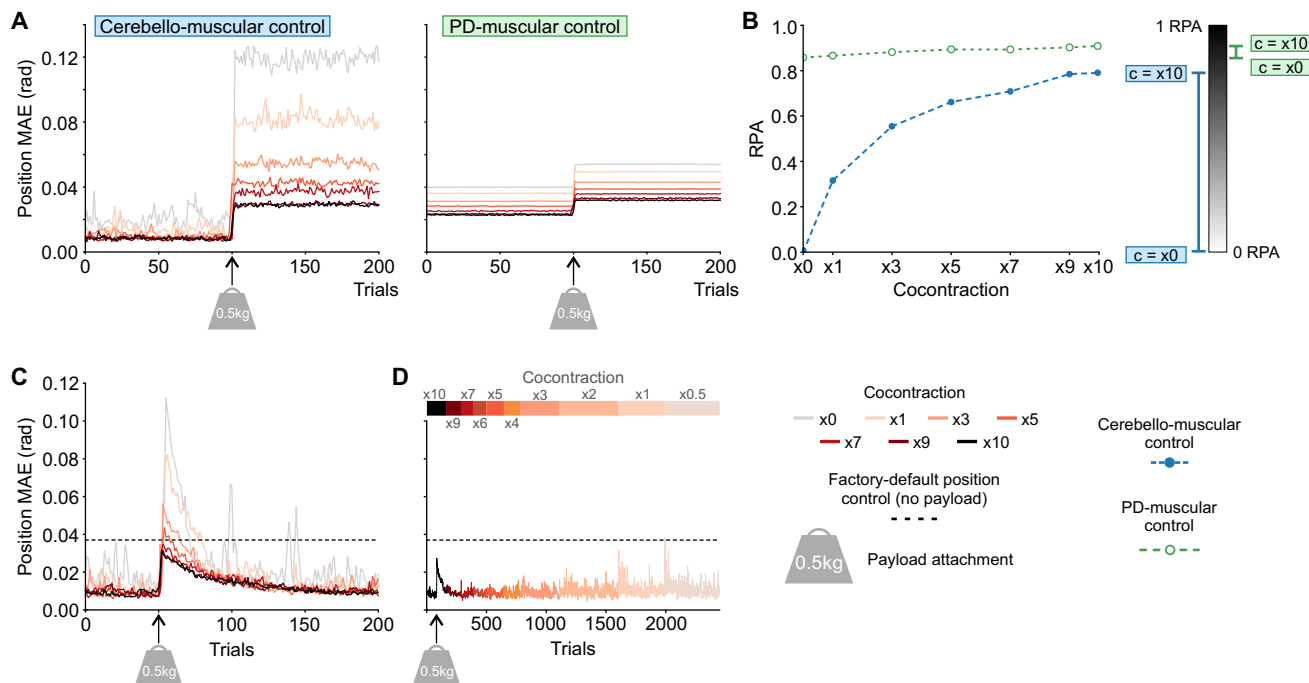 A
Cerebello-muscular control
PD-muscular control
B
Position MAE (rad)
0.12
0.08
0.04
0.00
0
50
100
150
200
Trials
0.5kg
0
50
100
150
200
Trials
0.5kg
RPA
1.0
0.8
0.6
0.4
0.2
0.0
x0
x1
x3
x5
x7
x9
x10
Cocontraction
1 RPA
0 RPA
c = x10
c = x0
c = x10
c = x0
C
Position MAE (rad)
0.12
0.10
0.08
0.06
0.04
0.02
0.00
0
50
100
150
200
Trials
0.5kg
D
Cocontraction
x10
x7
x5
x3
x2
x1
x0.5
x9
x6
x4
500
1000
1500
2000
Trials
0.5kg
Cocontraction
x0
x1
x3
x5
x7
x9
x10
Factory-default position
control (no payload)
0.5kg
Payload attachment
Cerebello-muscular
control
PD-muscular
control